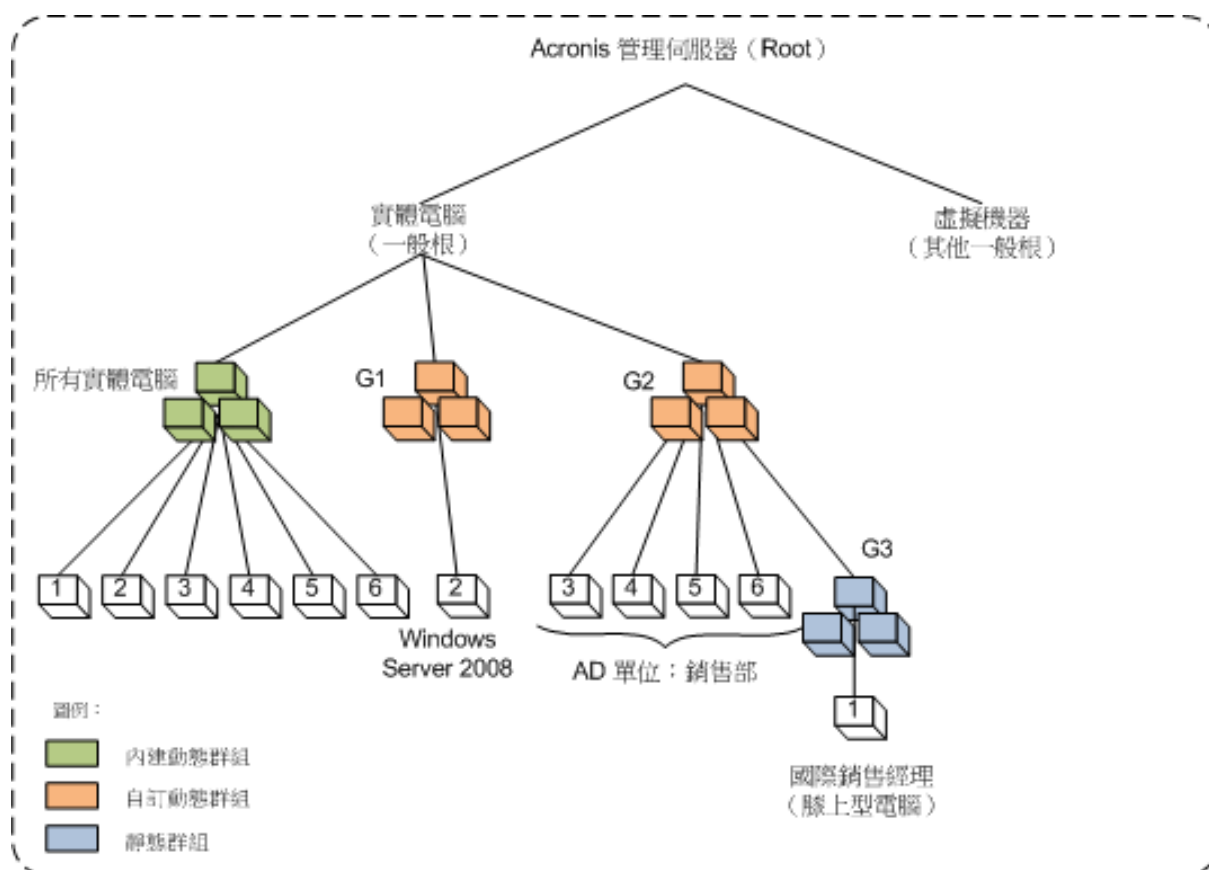 Acronis 管理伺服器（Root）
實體電腦
（一般根）
虛擬機器
（其他一般根）
所有實體電腦
G1
G2
1
2
3
4
5
6
2
3
4
5
6
G3
Windows
Server 2008
AD 單位：銷售部
1
國際銷售經理
（膝上型電腦）
圖例：
內建動態群組
自訂動態群組
靜態群組